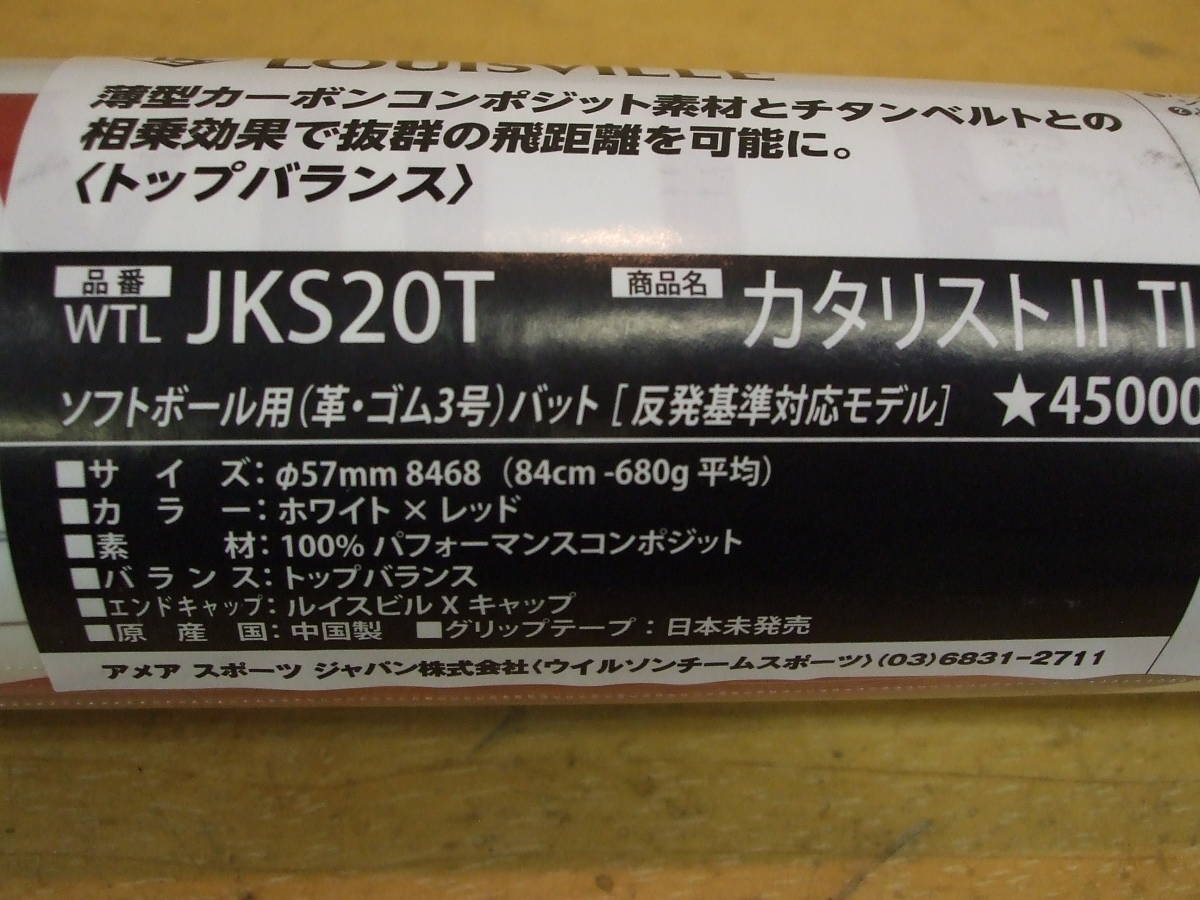 LOUISVILLE
薄型カーボンコンポジット素材とチタンベルトとの
相乗効果で抜群の飛距離を可能に。
〈トップバランス〉
品番 WTL JKS20T 商品名 カタリストII TI
ソフトボール用(革・ゴム3号)バット [反発基準対応モデル] ★45000
■サイズ:φ57mm 8468 (84cm -680g 平均)
■カラー:ホワイト×レッド
■素材:100% パフォーマンスコンポジット
■バランス:トップバランス
■エンドキャップ:ルイスビル X キャップ
■原産国:中国製 ■グリップテープ:日本未発売
アメア スポーツ ジャパン株式会社〈ウイルソンチームスポーツ〉(03)6831-2711